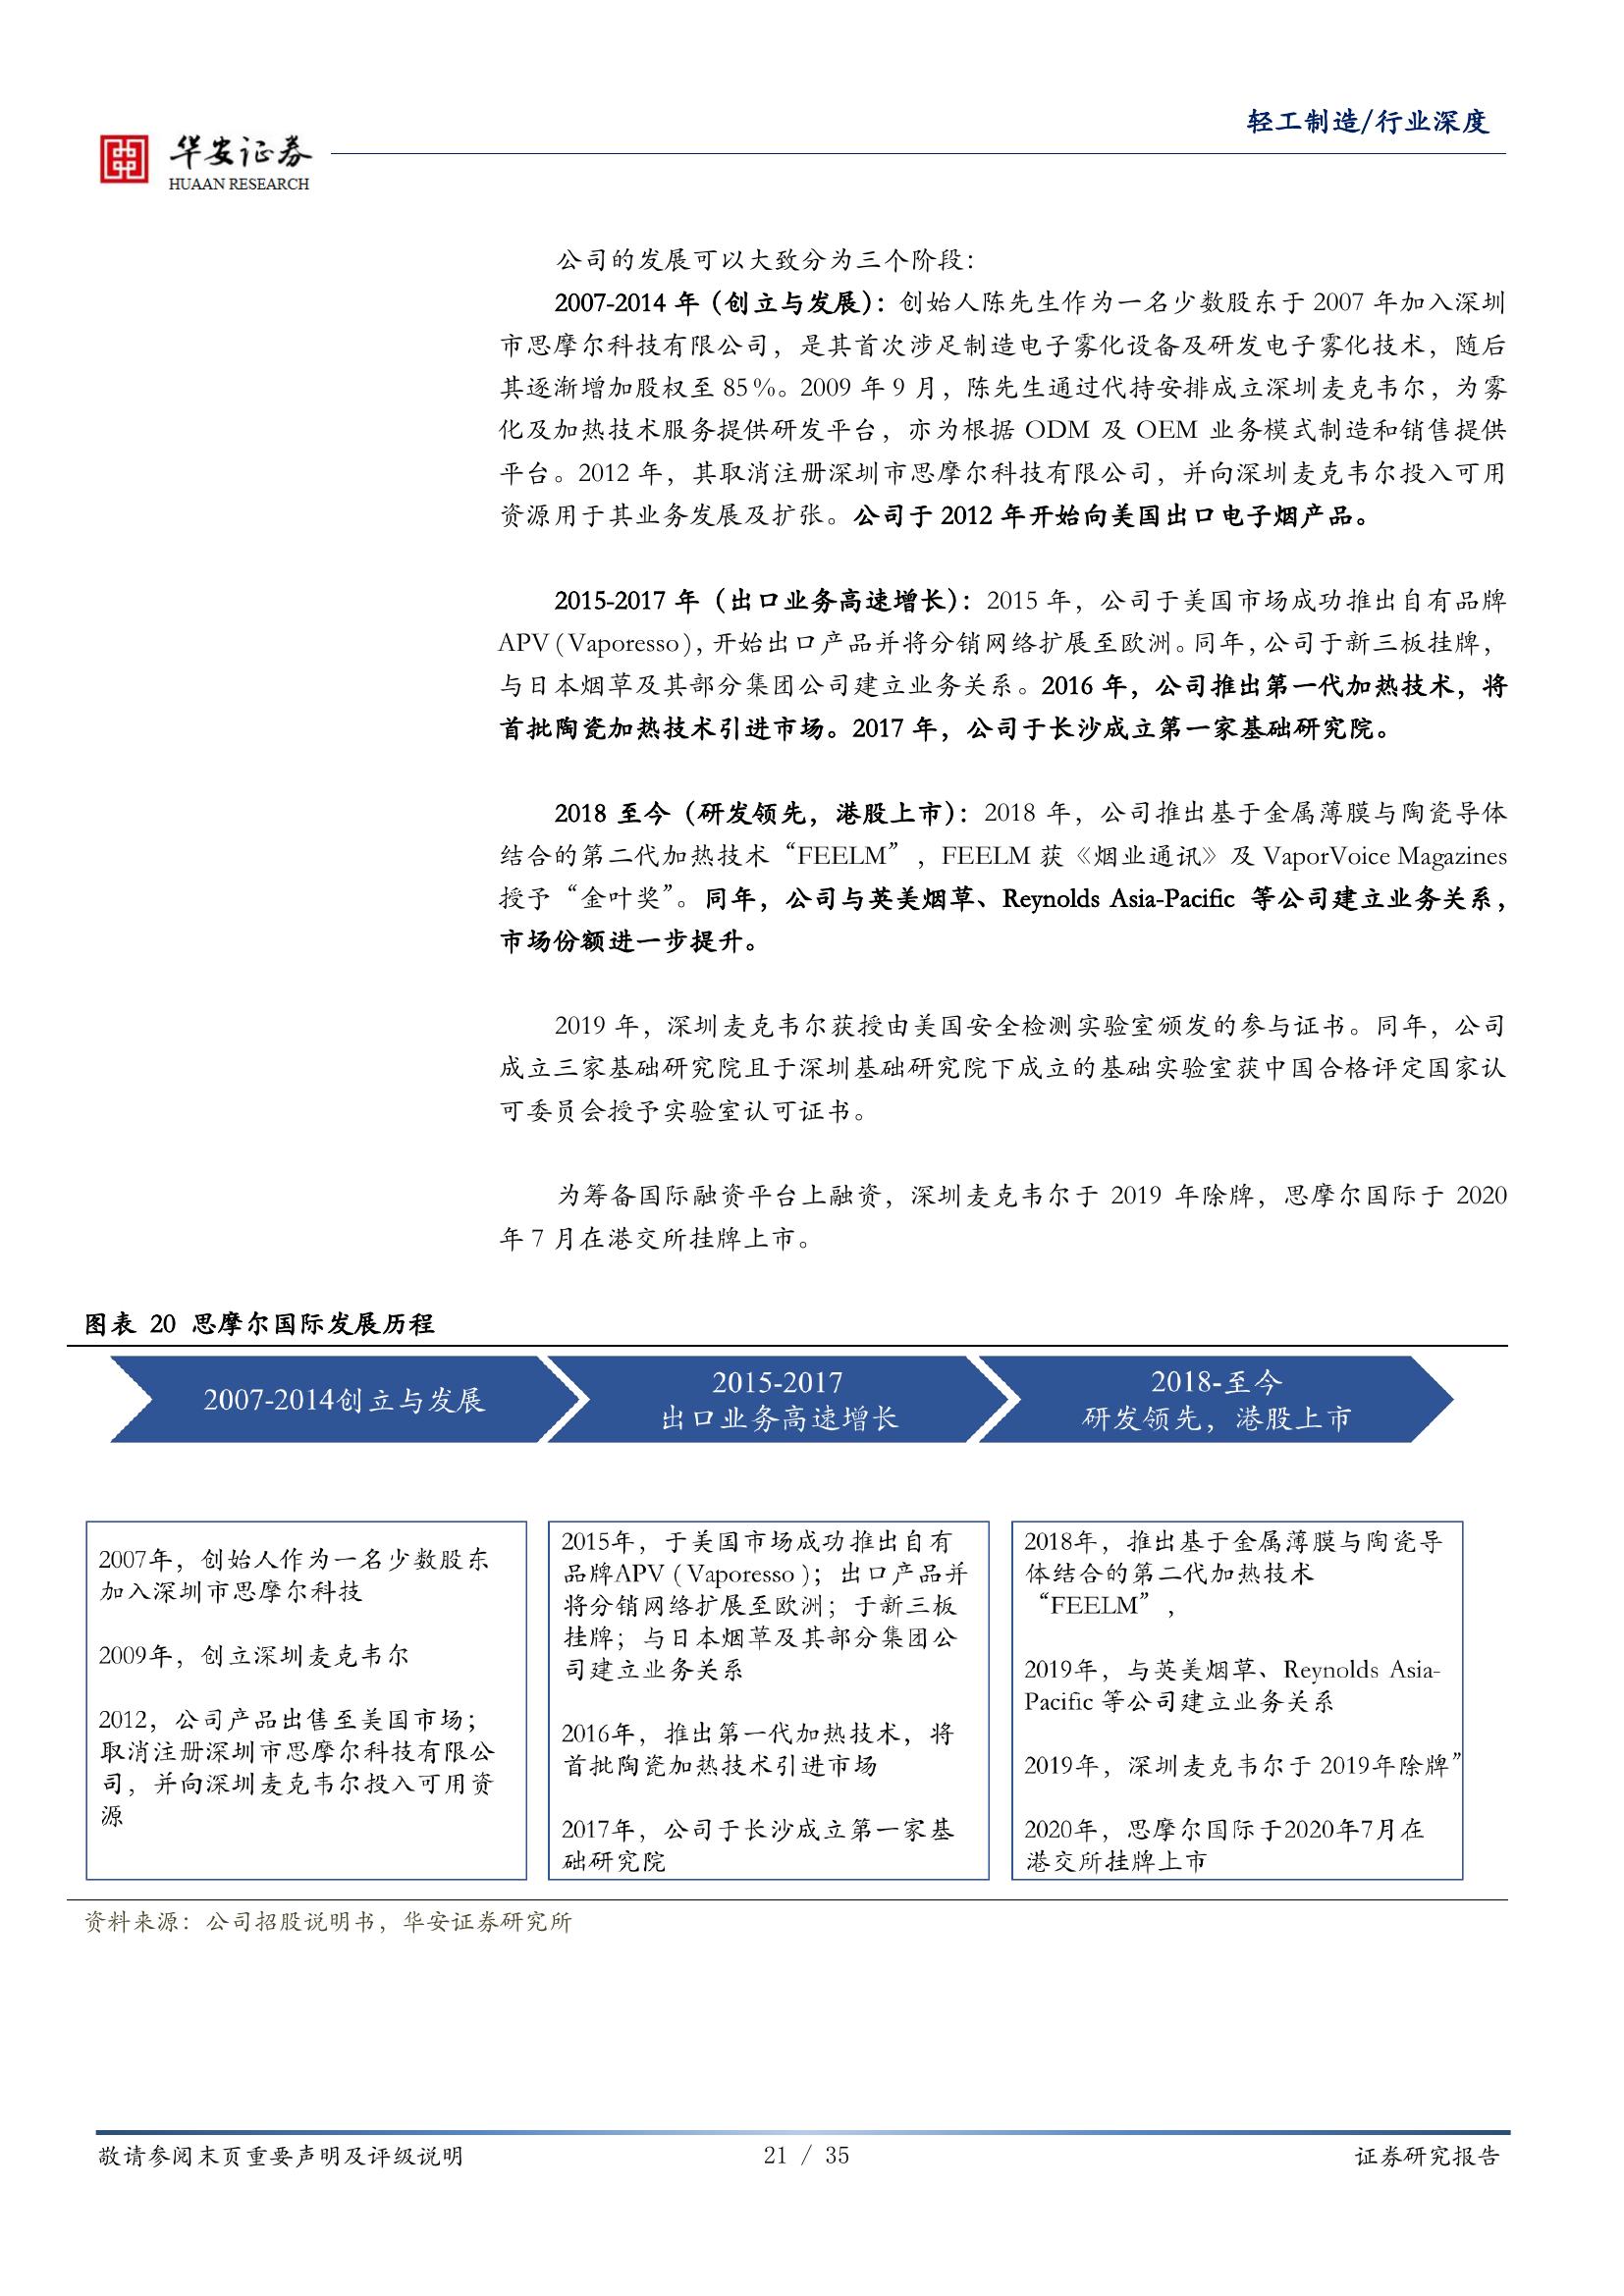 轻工制造/行业深度
华安证券
HUAAN RESEARCH
公司的发展可以大致分为三个阶段：
2007-2014 年（创立与发展）：创始人陈先生作为一名少数股东于 2007 年加入深圳
市思摩尔科技有限公司，是其首次涉足制造电子雾化设备及研发电子雾化技术，随后
其逐渐增加股权至 85%。2009 年 9 月，陈先生通过代持安排成立深圳麦克韦尔，为雾
化及加热技术服务提供研发平台，亦为根据 ODM 及 OEM 业务模式制造和销售提供
平台。2012 年，其取消注册深圳市思摩尔科技有限公司，并向深圳麦克韦尔投入可用
资源用于其业务发展及扩张。公司于 2012 年开始向美国出口电子烟产品。
2015-2017 年（出口业务高速增长）：2015 年，公司于美国市场成功推出自有品牌
APV (Vaporesso)，开始出口产品并将分销网络扩展至欧洲。同年，公司于新三板挂牌，
与日本烟草及其部分集团公司建立业务关系。2016 年，公司推出第一代加热技术，将
首批陶瓷加热技术引进市场。2017 年，公司于长沙成立第一家基础研究院。
2018 至今（研发领先，港股上市）：2018 年，公司推出基于金属薄膜与陶瓷导体
结合的第二代加热技术“FEELM”，FEELM 获《烟业通讯》及 VaporVoice Magazines
授予“金叶奖”。同年，公司与英美烟草、Reynolds Asia-Pacific 等公司建立业务关系，
市场份额进一步提升。
2019 年，深圳麦克韦尔获授由美国安全检测实验室颁发的参与证书。同年，公司
成立三家基础研究院且于深圳基础研究院下成立的基础实验室获中国合格评定国家认
可委员会授予实验室认可证书。
为筹备国际融资平台上融资，深圳麦克韦尔于 2019 年除牌，思摩尔国际于 2020
年 7 月在港交所挂牌上市。
图表 20 思摩尔国际发展历程
2007-2014创立与发展
2015-2017
出口业务高速增长
2018-至今
研发领先，港股上市
2007年，创始人作为一名少数股东
加入深圳市思摩尔科技
2009年，创立深圳麦克韦尔
2012，公司产品出售至美国市场；
取消注册深圳市思摩尔科技有限公
司，并向深圳麦克韦尔投入可用资
源
2015年，于美国市场成功推出自有
品牌APV ( Vaporesso )；出口产品并
将分销网络扩展至欧洲；于新三板
挂牌；与日本烟草及其部分集团公
司建立业务关系
2016年，推出第一代加热技术，将
首批陶瓷加热技术引进市场
2017年，公司于长沙成立第一家基
础研究院
2018年，推出基于金属薄膜与陶瓷导
体结合的第二代加热技术
“FEELM”，
2019年，与英美烟草、Reynolds Asia-
Pacific 等公司建立业务关系
2019年，深圳麦克韦尔于 2019年除牌”
2020年，思摩尔国际于2020年7月在
港交所挂牌上市
资料来源：公司招股说明书，华安证券研究所
敬请参阅末页重要声明及评级说明
21 / 35
证券研究报告